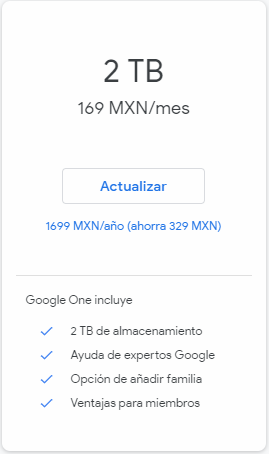 2 TB
169 MXN/mes
Actualizar
1699 MXN/año (ahorra 329 MXN)
Google One incluye
2 TB de almacenamiento
Ayuda de expertos Google
Opción de añadir familia
Ventajas para miembros